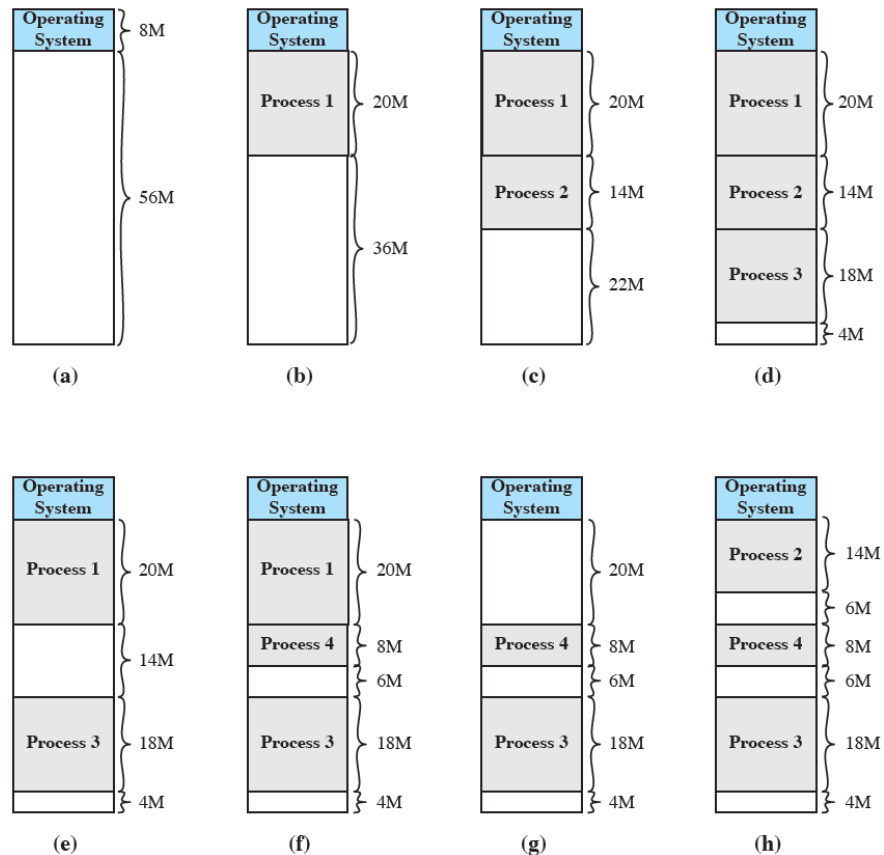 Operating
System
8M
56M
(a)
Operating
System
Process 1
20M
36M
(b)
Operating
System
Process 1
20M
Process 2
14M
22M
(c)
Operating
System
Process 1
20M
Process 2
14M
Process 3
18M
4M
(d)
Operating
System
Process 1
20M
14M
Process 3
18M
4M
(e)
Operating
System
Process 1
20M
Process 4
8M
6M
Process 3
18M
4M
(f)
Operating
System
20M
Process 4
8M
6M
Process 3
18M
4M
(g)
Operating
System
Process 2
14M
6M
Process 4
8M
6M
Process 3
18M
4M
(h)